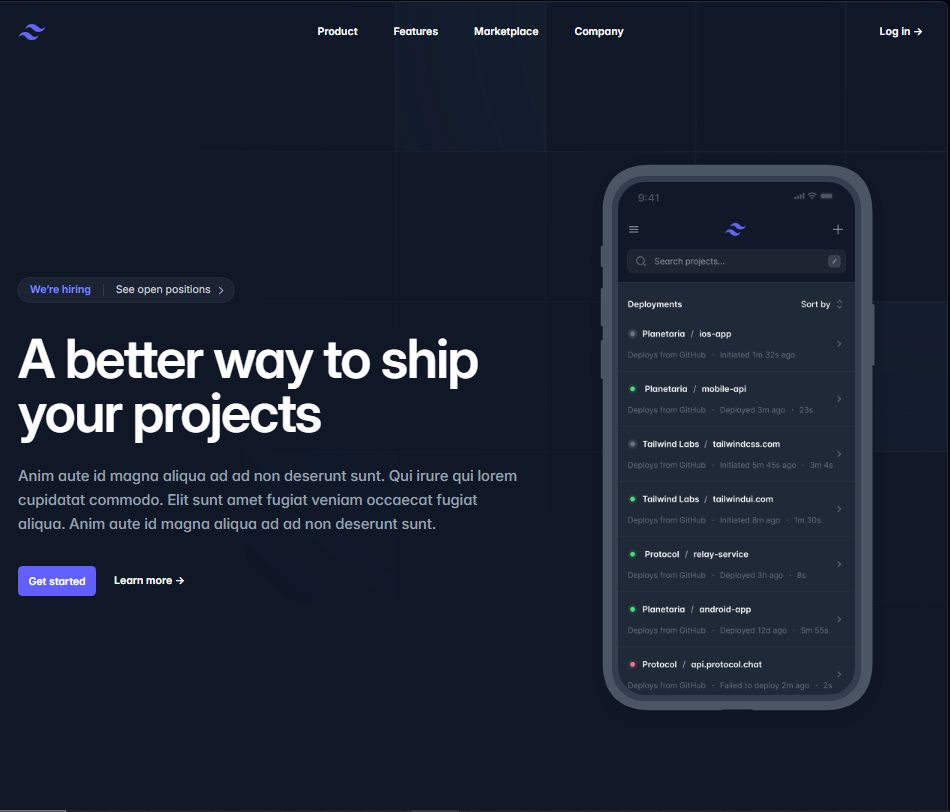 Product Features Marketplace Company Log in →
We're hiring See open positions
A better way to ship
your projects
Anim aute id magna aliqua ad ad non deserunt sunt. Qui irure qui lorem
cupidatat commodo. Elit sunt amet fugiat veniam occaecat fugiat
aliqua. Anim aute id magna aliqua ad ad non deserunt sunt.
Get started Learn more →
9:41
Search projects... /
Deployments Sort by
Planetaria / ios-app
Deploys from GitHub · Initiated 1m 32s ago
Planetaria / mobile-api
Deploys from GitHub · Deployed 3m ago · 23s
Tailwind Labs / tailwindcss.com
Deploys from GitHub · Initiated 5m 45s ago · 3m 4s
Tailwind Labs / tailwindui.com
Deploys from GitHub · Initiated 8m ago · 1m 30s
Protocol / relay-service
Deploys from GitHub · Deployed 3h ago · 8s
Planetaria / android-app
Deploys from GitHub · Deployed 12d ago · 5m 55s
Protocol / api.protocol.chat
Deploys from GitHub · Failed to deploy 2m ago · 2s